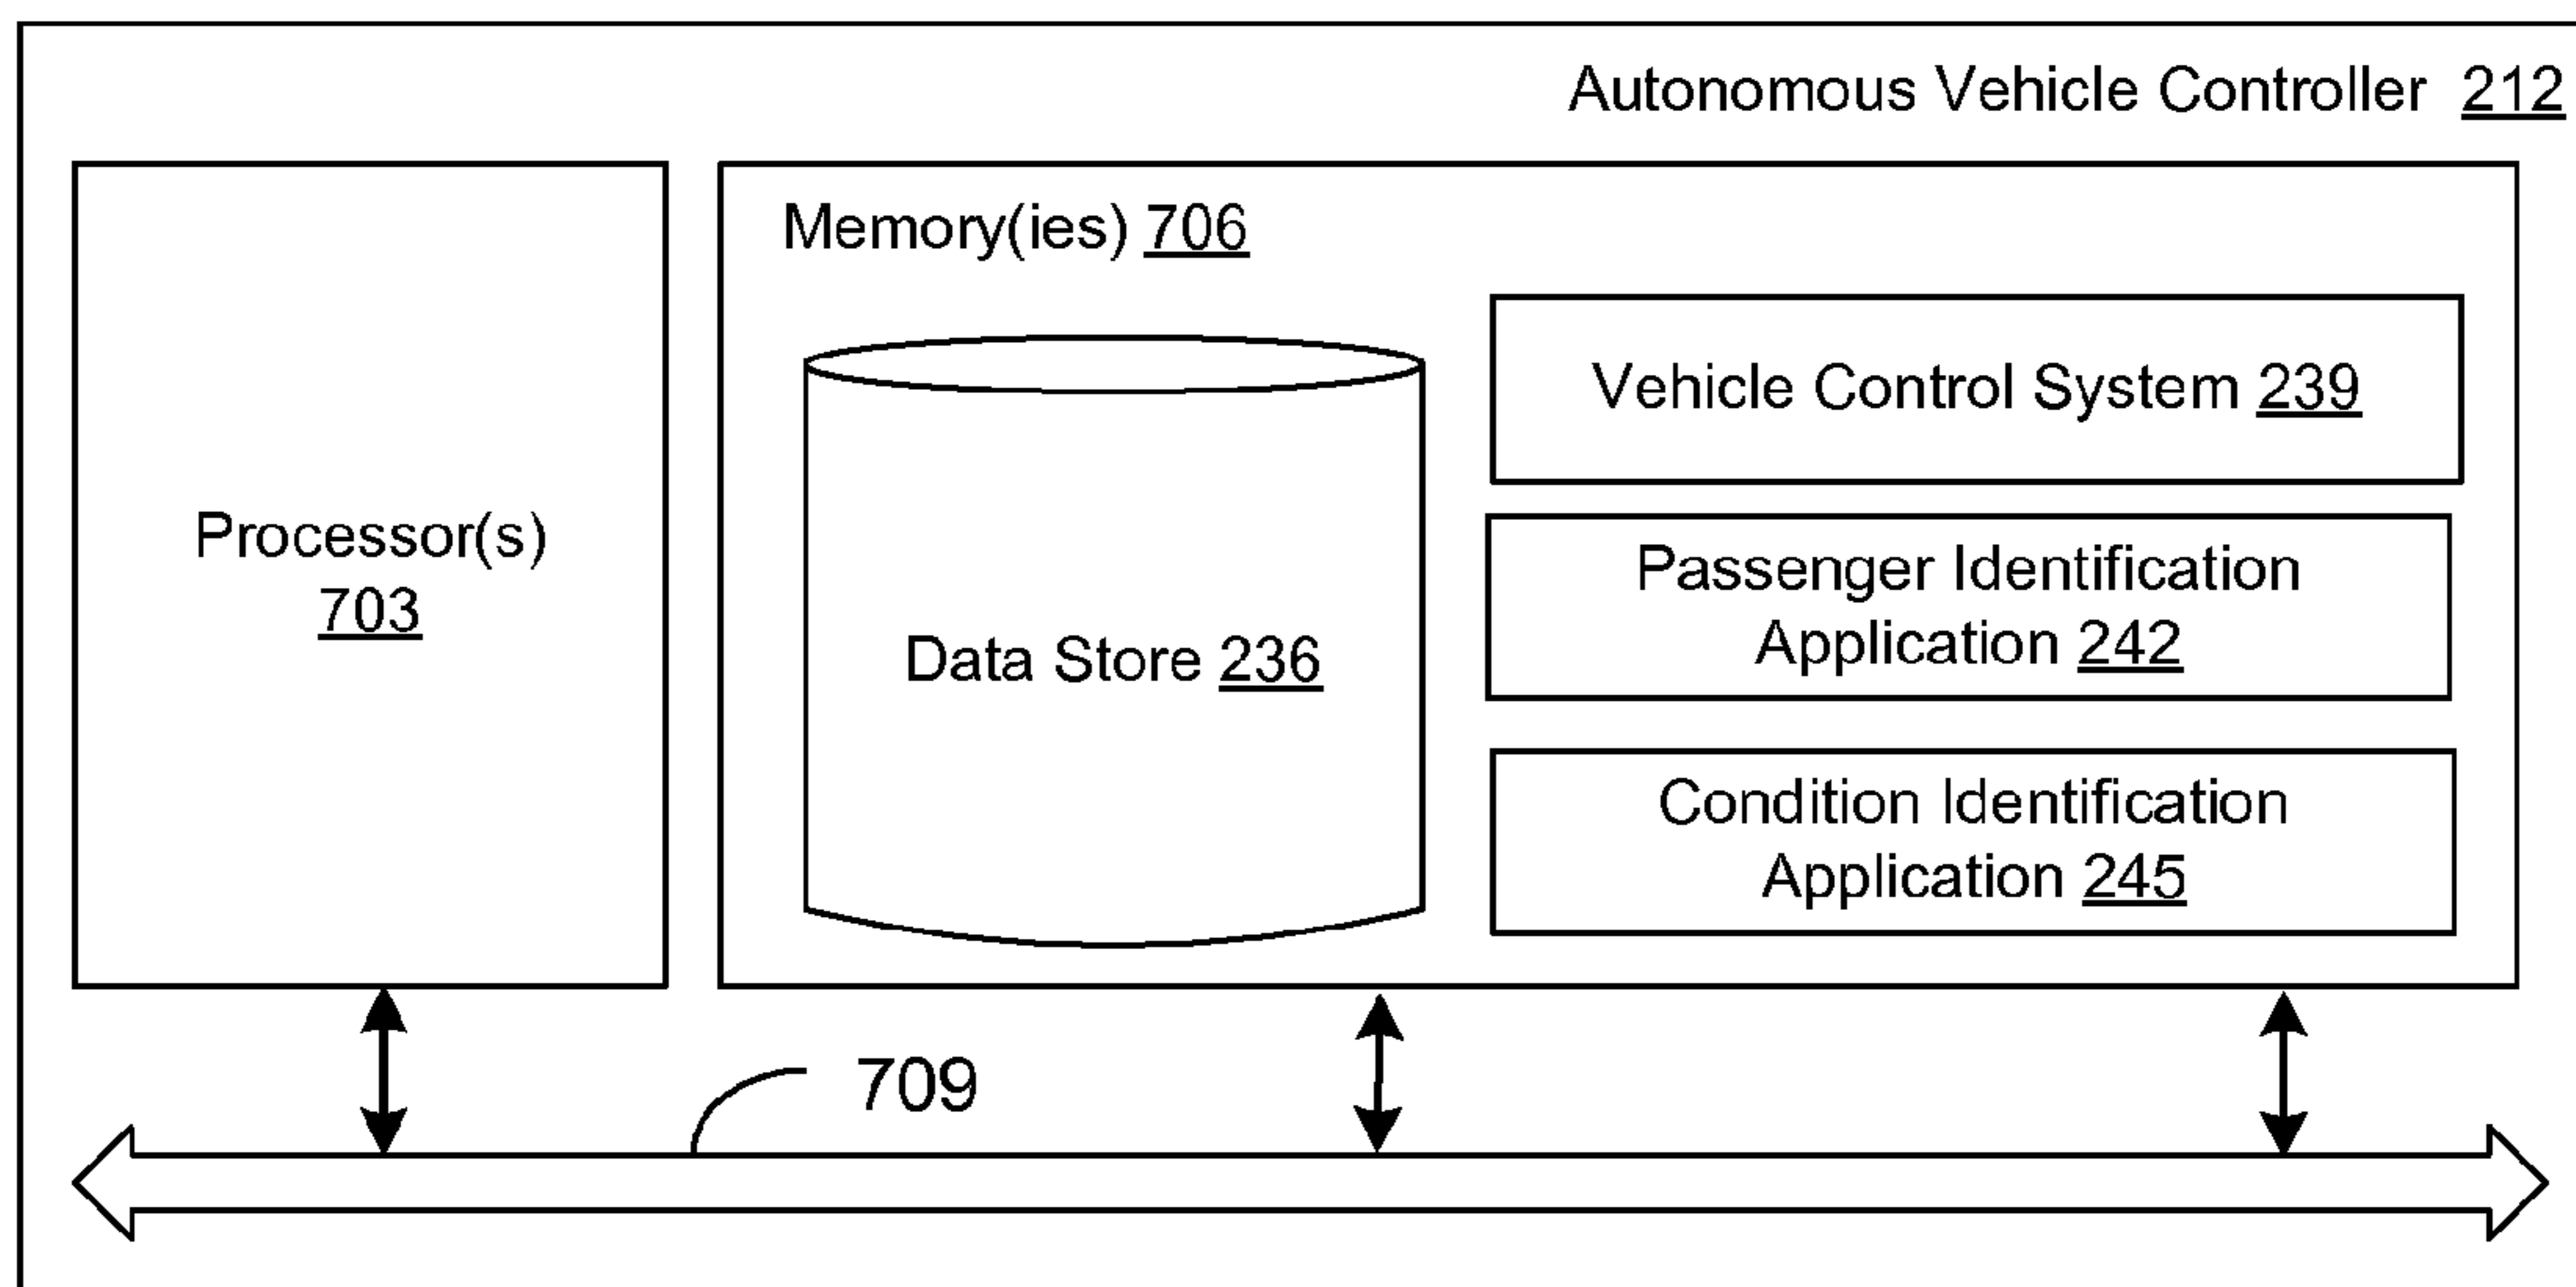 Autonomous Vehicle Controller 212
Processor(s)
703
Memory(ies) 706
Data Store 236
Vehicle Control System 239
Passenger Identification
Application 242
Condition Identification
Application 245
709